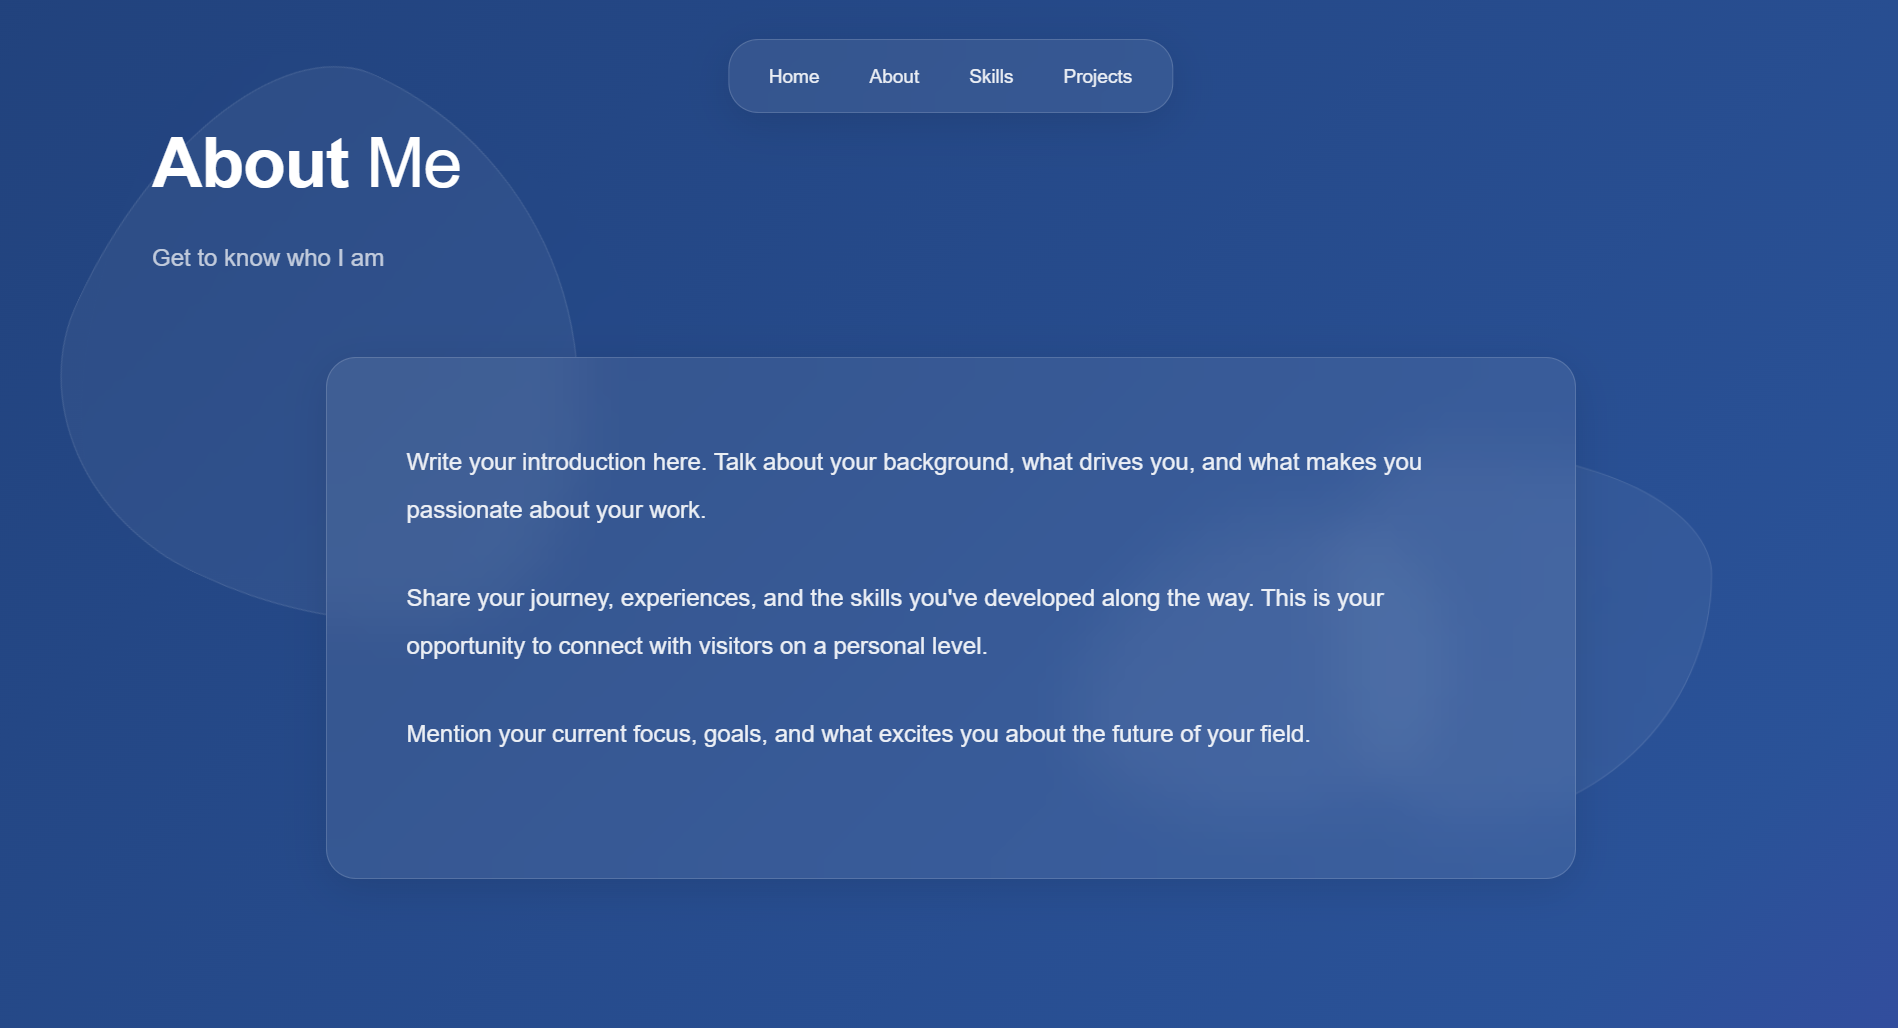 Home About Skills Projects
About Me
Get to know who I am
Write your introduction here. Talk about your background, what drives you, and what makes you
passionate about your work.
Share your journey, experiences, and the skills you've developed along the way. This is your
opportunity to connect with visitors on a personal level.
Mention your current focus, goals, and what excites you about the future of your field.